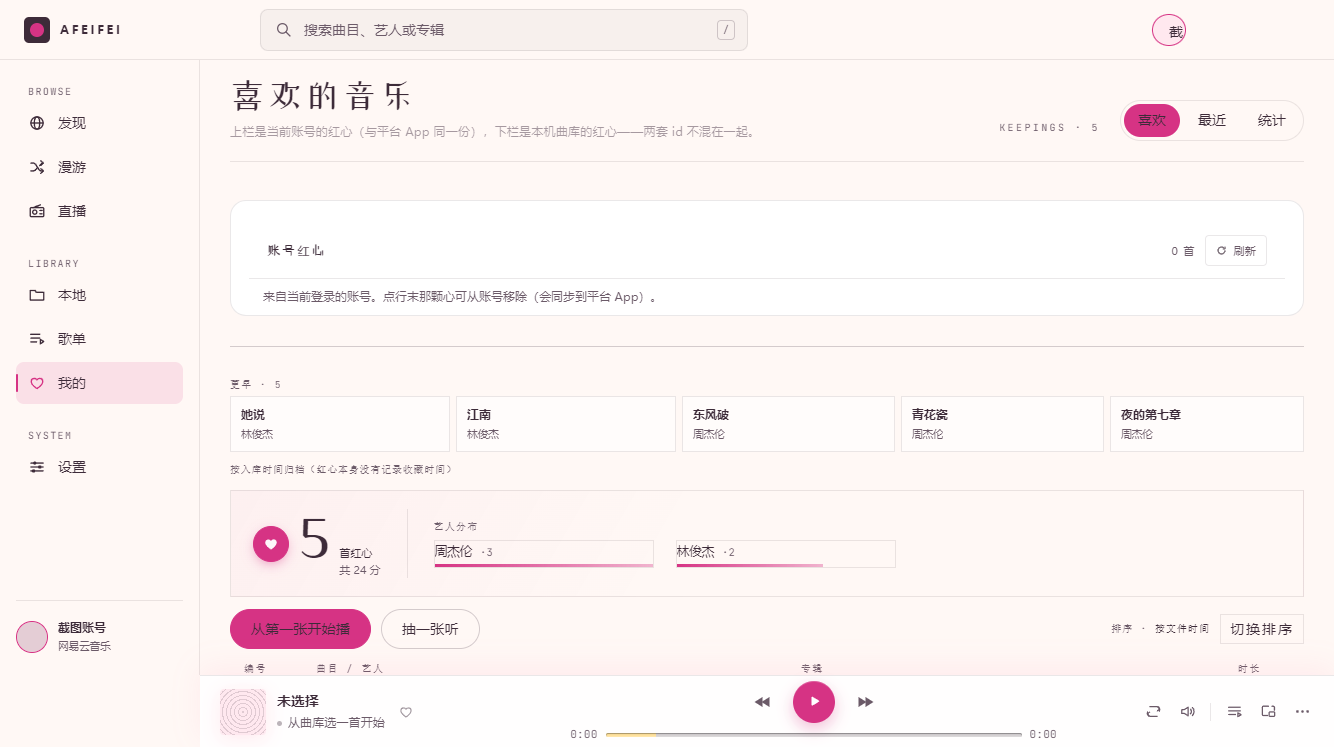 AFEIFEI
搜索曲目、艺人或专辑
/
截
BROWSE
发现
漫游
直播
LIBRARY
本地
歌单
我的
SYSTEM
设置
截图账号
网易云音乐
喜欢的音乐
上栏是当前账号的红心（与平台 App 同一份），下栏是本机曲库的红心——两套 id 不混在一起。
KEEPINGS · 5
喜欢 最近 统计
账号红心
0 首 刷新
来自当前登录的账号。点行末那颗心可从账号移除（会同步到平台 App）。
更早 · 5
她说
林俊杰
江南
林俊杰
东风破
周杰伦
青花瓷
周杰伦
夜的第七章
周杰伦
按入库时间归档（红心本身没有记录收藏时间）
5
首红心
共 24 分
艺人分布
周杰伦 ·3
林俊杰 ·2
从第一张开始播 抽一张听
排序 · 按文件时间 切换排序
编号 曲目 / 艺人 专辑 时长
未选择
从曲库选一首开始
0:00 0:00